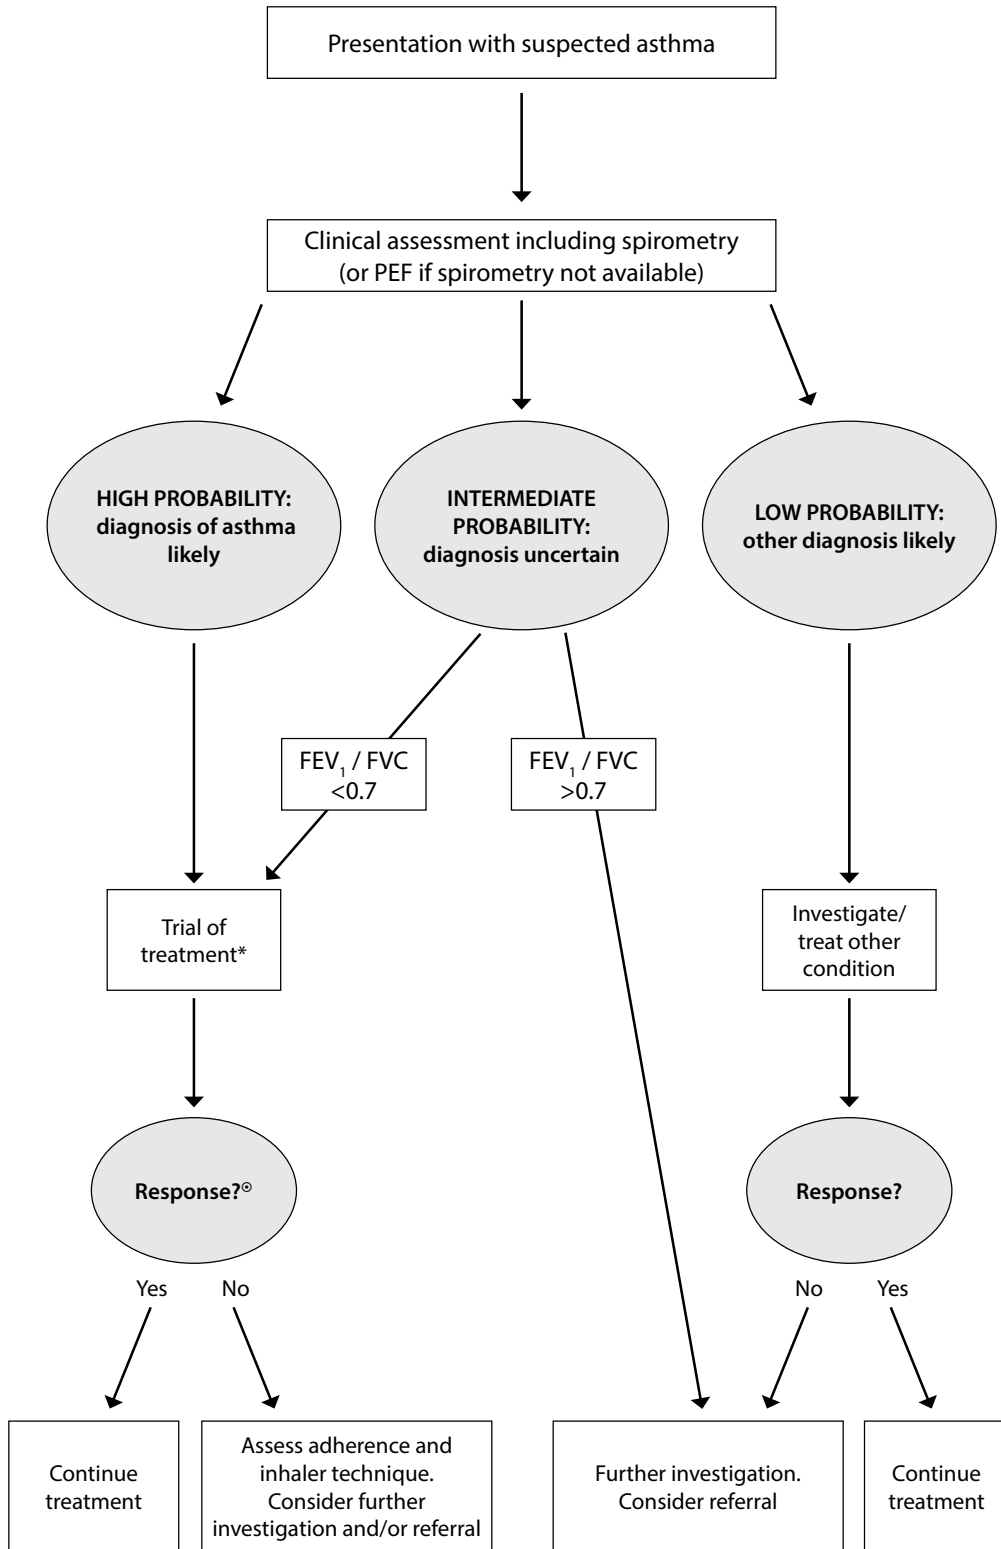 Presentation with suspected asthma
Clinical assessment including spirometry
(or PEF if spirometry not available)
HIGH PROBABILITY:
diagnosis of asthma
likely
INTERMEDIATE
PROBABILITY:
diagnosis uncertain
LOW PROBABILITY:
other diagnosis likely
FEV₁ / FVC
<0.7
FEV₁ / FVC
>0.7
Trial of
treatment*
Investigate/
treat other
condition
Response?⊙
Response?
Yes
No
No
Yes
Continue
treatment
Assess adherence and
inhaler technique.
Consider further
investigation and/or referral
Further investigation.
Consider referral
Continue
treatment